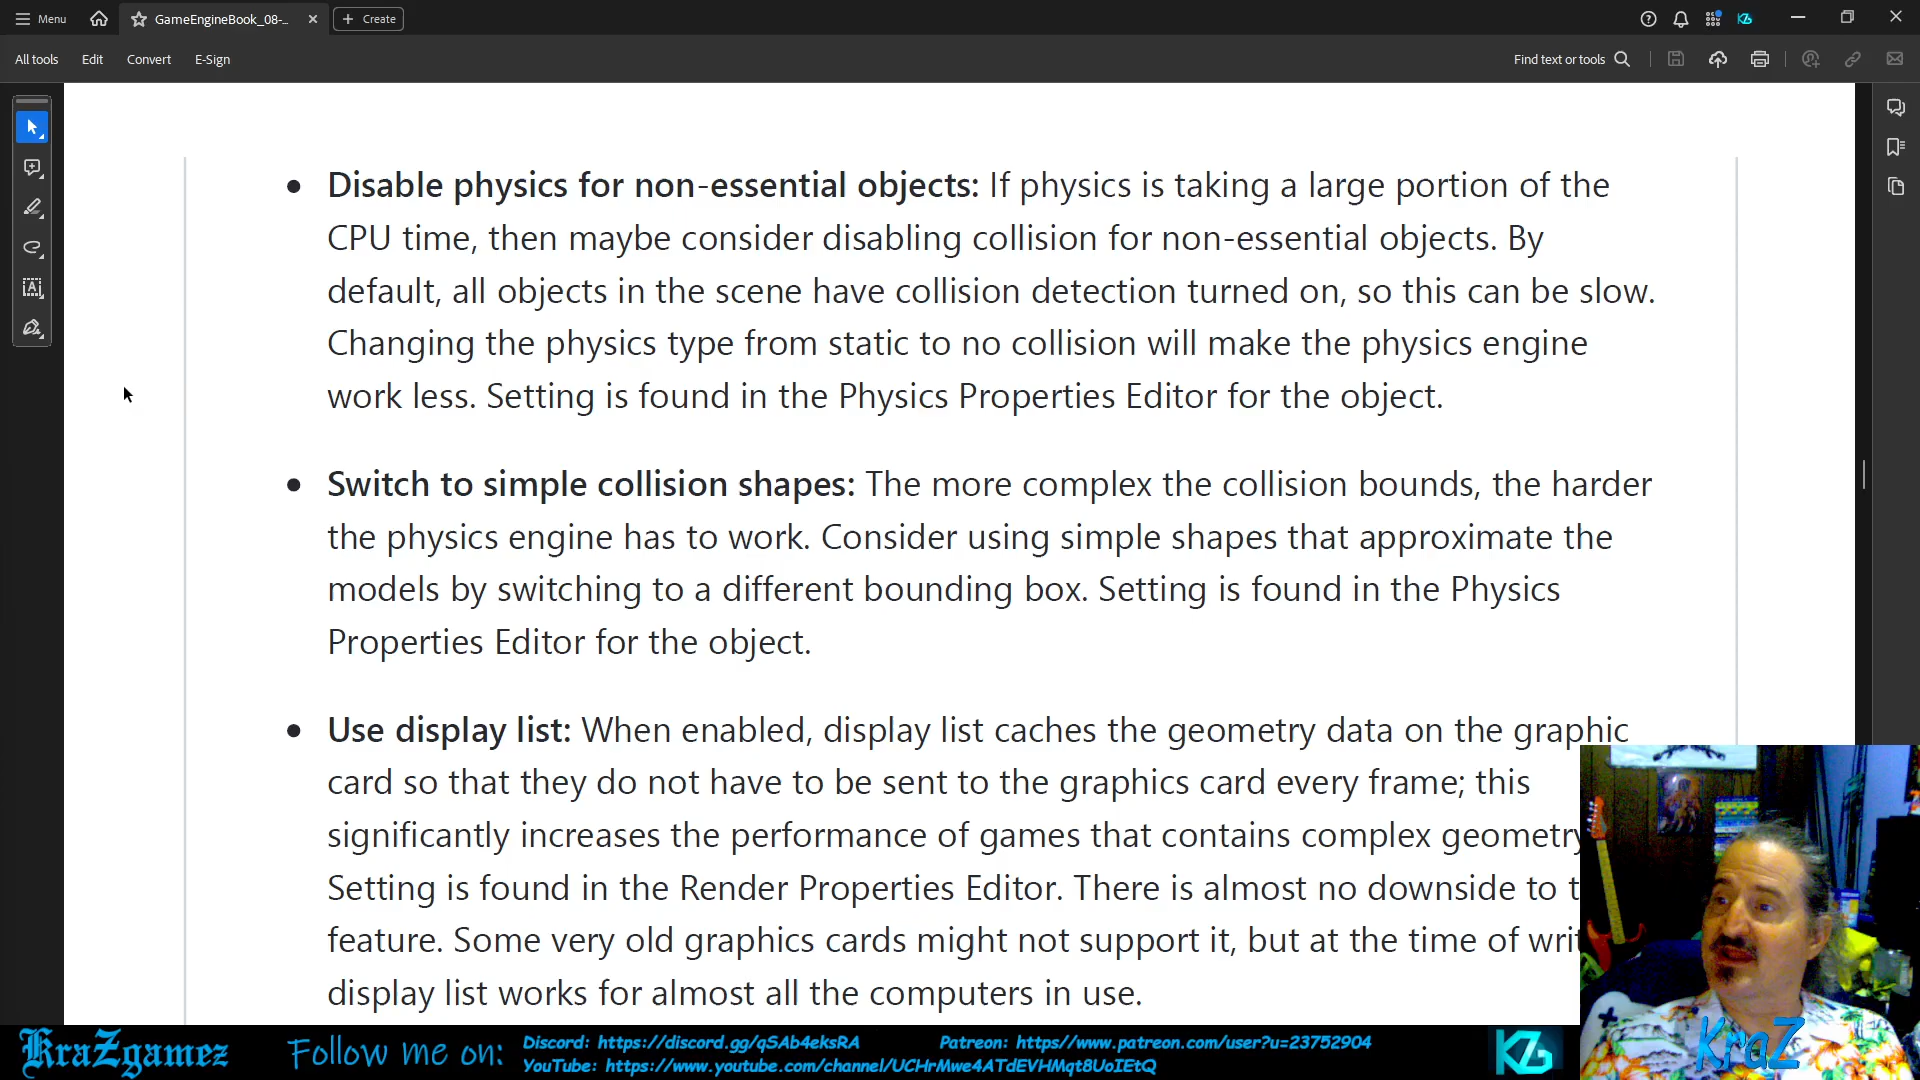 Menu
GameEngineBook_08-...
Create
All tools
Edit
Convert
E-Sign
Find text or tools
• Disable physics for non-essential objects: If physics is taking a large portion of the
CPU time, then maybe consider disabling collision for non-essential objects. By
default, all objects in the scene have collision detection turned on, so this can be slow.
Changing the physics type from static to no collision will make the physics engine
work less. Setting is found in the Physics Properties Editor for the object.
• Switch to simple collision shapes: The more complex the collision bounds, the harder
the physics engine has to work. Consider using simple shapes that approximate the
models by switching to a different bounding box. Setting is found in the Physics
Properties Editor for the object.
• Use display list: When enabled, display list caches the geometry data on the graphic
card so that they do not have to be sent to the graphics card every frame; this
significantly increases the performance of games that contains complex geometry
Setting is found in the Render Properties Editor. There is almost no downside to
feature. Some very old graphics cards might not support it, but at the time of
display list works for almost all the computers in use.
KraZgamez
Follow me on:
Discord: https://discord.gg/qSAb4eksRA
Patreon: https//www.patreon.com/user?u=23752904
YouTube: https://www.youtube.com/channel/UCHrMwe4ATdEVHMqt8UoIEtQ
KZG
KraZ